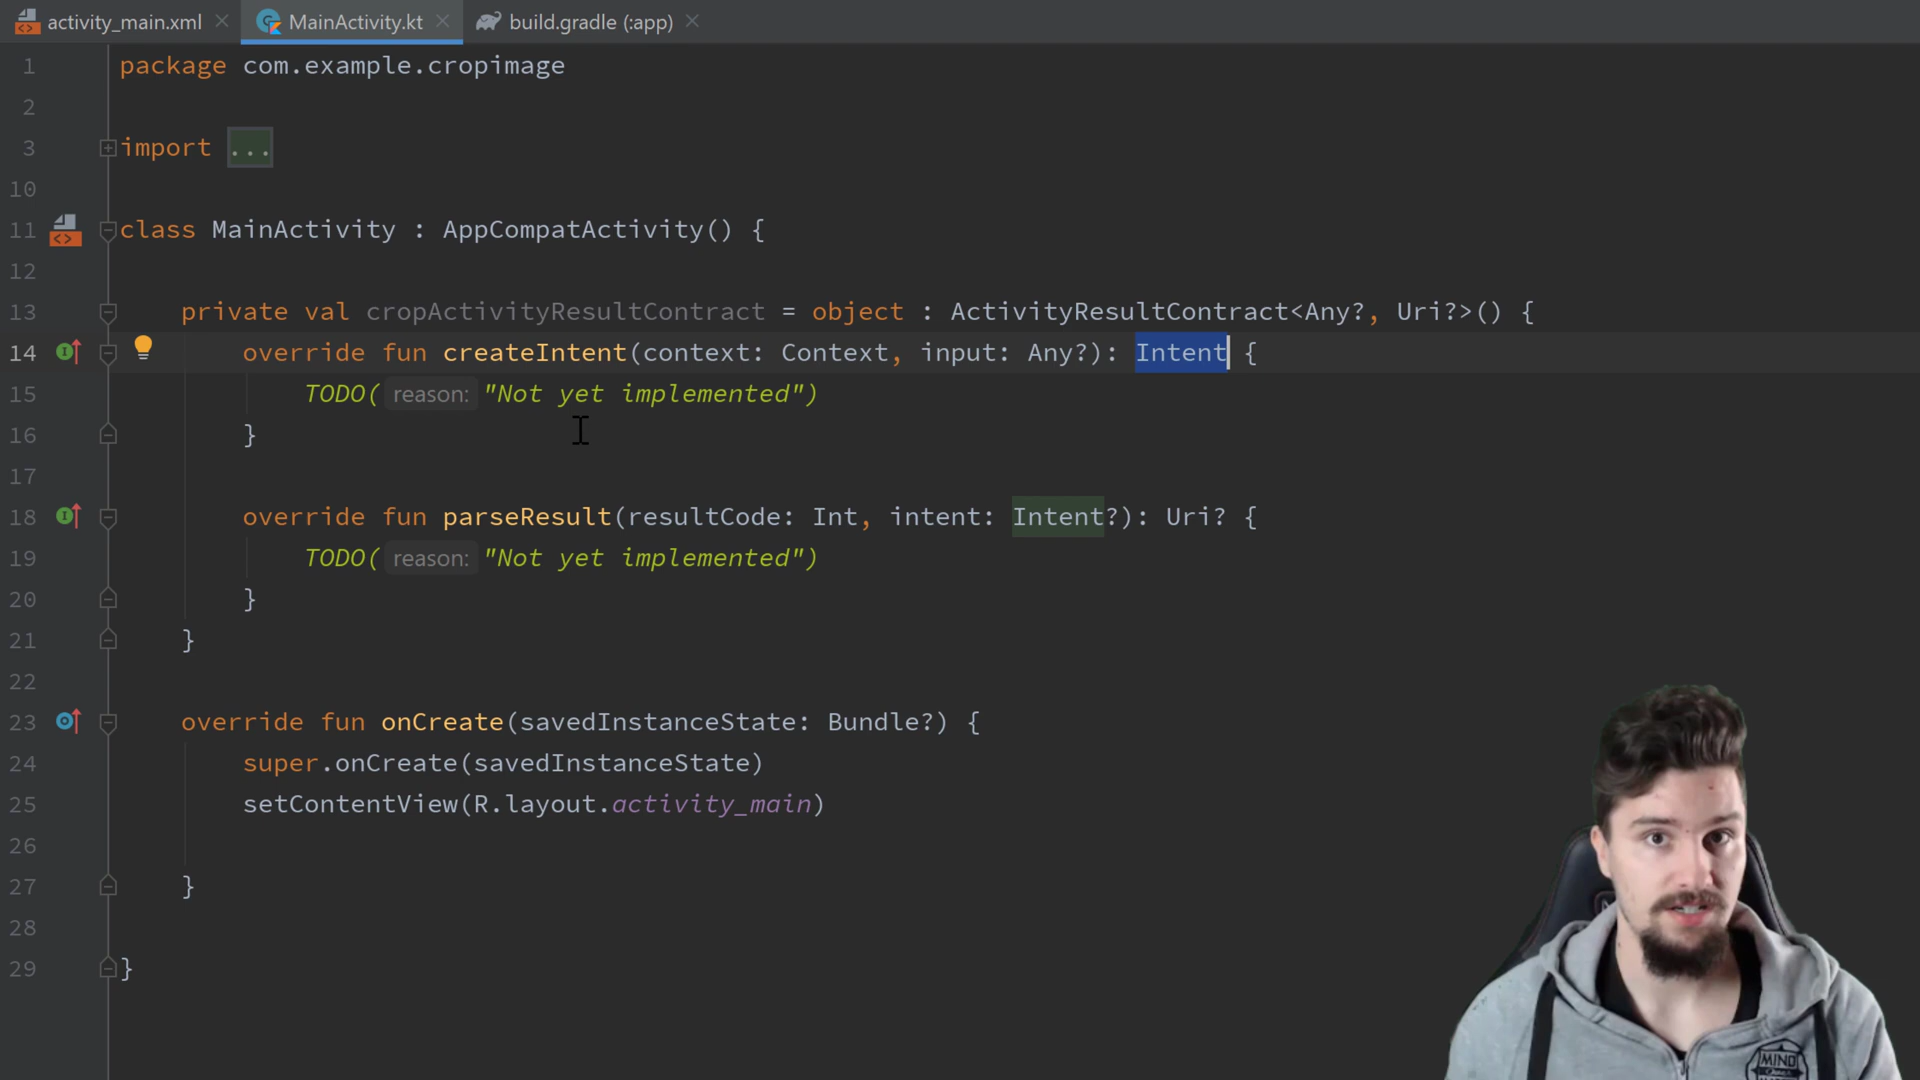 activity_main.xml MainActivity.kt build.gradle (:app)
1 package com.example.cropimage
2
3 import ...
10
11 class MainActivity : AppCompatActivity() {
12
13 private val cropActivityResultContract = object : ActivityResultContract<Any?, Uri?>() {
14 override fun createIntent(context: Context, input: Any?): Intent {
15 TODO( reason: "Not yet implemented")
16 }
17
18 override fun parseResult(resultCode: Int, intent: Intent?): Uri? {
19 TODO( reason: "Not yet implemented")
20 }
21 }
22
23 override fun onCreate(savedInstanceState: Bundle?) {
24 super.onCreate(savedInstanceState)
25 setContentView(R.layout.activity_main)
26
27 }
28
29 }
MIND